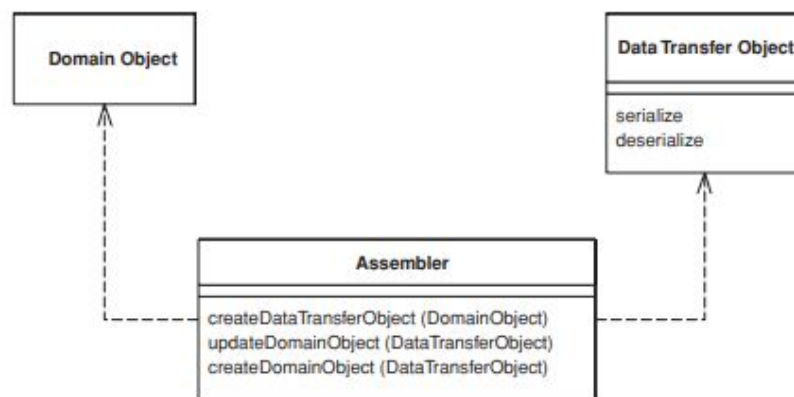 Domain Object
Data Transfer Object
serialize
deserialize
Assembler
createDataTransferObject (DomainObject)
updateDomainObject (DataTransferObject)
createDomainObject (DataTransferObject)